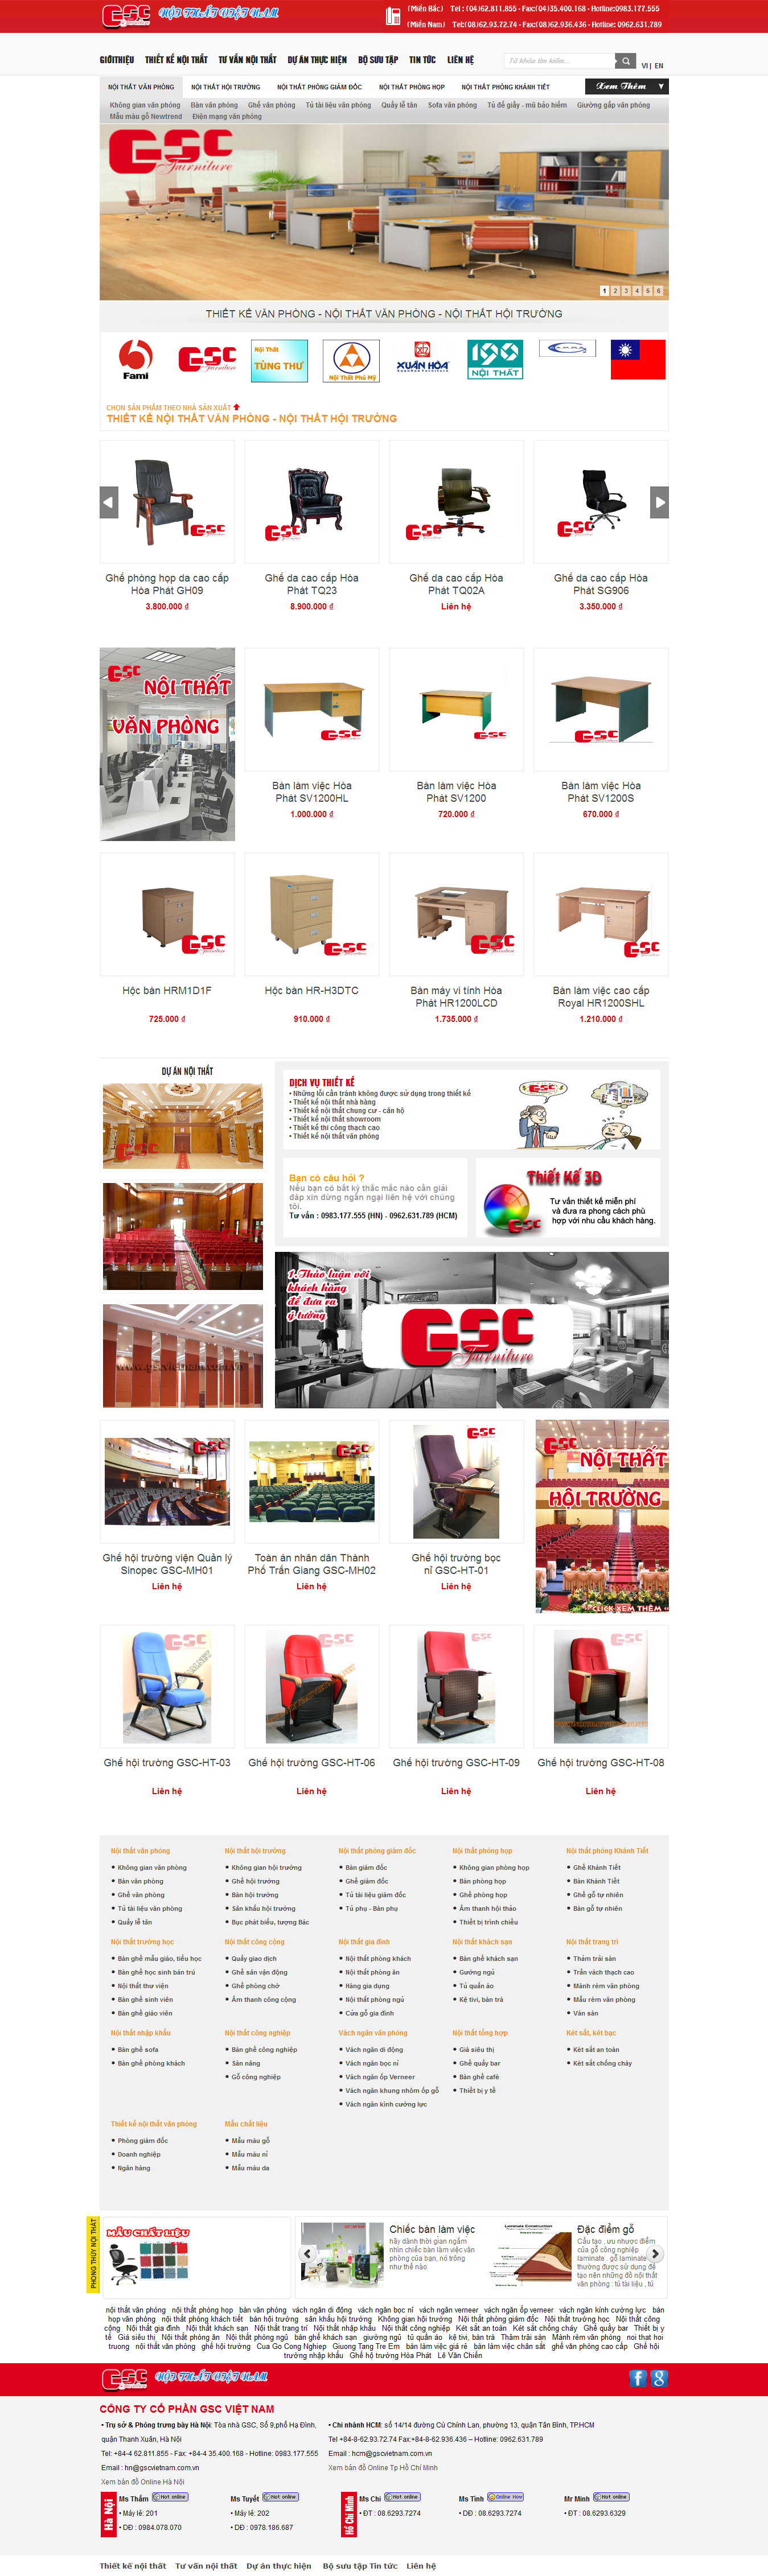 GSC Furniture
NỘI THẤT VIỆT NAM
(Miền Bắc) Tel : (04)62.811.855 - Fax:(04)35.400.168 - Hotline:0983.177.555
(Miền Nam) Tel:(08)62.93.72.74 - Fax:(08)62.936.436 - Hotline: 0962.631.789
GIỚI THIỆU THIẾT KẾ NỘI THẤT TƯ VẤN NỘI THẤT DỰ ÁN THỰC HIỆN BỘ SƯU TẬP TIN TỨC LIÊN HỆ
Từ khóa tìm kiếm...
VI | EN
NỘI THẤT VĂN PHÒNG NỘI THẤT HỘI TRƯỜNG NỘI THẤT PHÒNG GIÁM ĐỐC NỘI THẤT PHÒNG HỌP NỘI THẤT PHÒNG KHÁNH TIẾT Xem Thêm
Không gian văn phòng Bàn văn phòng Ghế văn phòng Tủ tài liệu văn phòng Quầy lễ tân Sofa văn phòng Tủ để giầy - mũ bảo hiểm Giường gấp văn phòng
Mẫu màu gỗ Newtrend Điện mạng văn phòng
GSC Furniture
1 2 3 4 5 6
THIẾT KẾ VĂN PHÒNG - NỘI THẤT VĂN PHÒNG - NỘI THẤT HỘI TRƯỜNG
Fami
GSC Furniture
Nội Thất TÙNG THƯ
Nội Thất Phú Mỹ
XUÂN HÒA
190 NỘI THẤT
CHỌN SẢN PHẨM THEO NHÀ SẢN XUẤT
THIẾT KẾ NỘI THẤT VĂN PHÒNG - NỘI THẤT HỘI TRƯỜNG
Ghế phòng họp da cao cấp Hòa Phát GH09
3.800.000 đ
Ghế da cao cấp Hòa Phát TQ23
8.900.000 đ
Ghế da cao cấp Hòa Phát TQ02A
Liên hệ
Ghế da cao cấp Hòa Phát SG906
3.350.000 đ
NỘI THẤT
VĂN PHÒNG
Bàn làm việc Hòa Phát SV1200HL
1.000.000 đ
Bàn làm việc Hòa Phát SV1200
720.000 đ
Bàn làm việc Hòa Phát SV1200S
670.000 đ
Hộc bàn HRM1D1F
725.000 đ
Hộc bàn HR-H3DTC
910.000 đ
Bàn máy vi tính Hòa Phát HR1200LCD
1.735.000 đ
Bàn làm việc cao cấp Royal HR1200SHL
1.210.000 đ
DỰ ÁN NỘI THẤT
www.gscvietnam.com.vn
DỊCH VỤ THIẾT KẾ
• Những lỗi cần tránh không được sử dụng trong thiết kế
• Thiết kế nội thất nhà hàng
• Thiết kế nội thất chung cư - căn hộ
• Thiết kế nội thất showroom
• Thiết kế thi công thạch cao
• Thiết kế nội thất văn phòng
Bạn có câu hỏi ?
Nếu bạn có bất kỳ thắc mắc nào cần giải
đáp xin đừng ngần ngại liên hệ với chúng
tôi.
Tư vấn : 0983.177.555 (HN) - 0962.631.789 (HCM)
Thiết Kế 3D
Tư vấn thiết kế miễn phí
và đưa ra phong cách phù
hợp với nhu cầu khách hàng.
1.Thảo luận với
khách hàng
để đưa ra
ý tưởng
GSC Furniture
Ghế hội trường viện Quản lý Sinopec GSC-MH01
Liên hệ
Toàn án nhân dân Thành Phố Trấn Giang GSC-MH02
Liên hệ
Ghế hội trường bọc nỉ GSC-HT-01
Liên hệ
NỘI THẤT
HỘI TRƯỜNG
CLICK XEM THÊM
Ghế hội trường GSC-HT-03
Liên hệ
Ghế hội trường GSC-HT-06
Liên hệ
Ghế hội trường GSC-HT-09
Liên hệ
Ghế hội trường GSC-HT-08
Liên hệ
Nội thất văn phòng
Không gian văn phòng
Bàn văn phòng
Ghế văn phòng
Tủ tài liệu văn phòng
Quầy lễ tân
Nội thất hội trường
Không gian hội trường
Ghế hội trường
Bàn hội trường
Sân khấu hội trường
Bục phát biểu, tượng Bác
Nội thất phòng giám đốc
Bàn giám đốc
Ghế giám đốc
Tủ tài liệu giám đốc
Tủ phụ - Bàn phụ
Nội thất phòng họp
Không gian phòng họp
Bàn phòng họp
Ghế phòng họp
Âm thanh hội thảo
Thiết bị trình chiếu
Nội thất phòng Khánh Tiết
Ghế Khánh Tiết
Bàn Khánh Tiết
Ghế gỗ tự nhiên
Bàn gỗ tự nhiên
Nội thất trường học
Bàn ghế mẫu giáo, tiểu học
Bàn ghế học sinh bán trú
Nội thất thư viện
Bàn ghế sinh viên
Bàn ghế giáo viên
Nội thất công cộng
Quầy giao dịch
Ghế sân vận động
Ghế phòng chờ
Âm thanh công cộng
Nội thất gia đình
Nội thất phòng khách
Nội thất phòng ăn
Hàng gia dụng
Nội thất phòng ngủ
Cửa gỗ gia đình
Nội thất khách sạn
Bàn ghế khách sạn
Gường ngủ
Tủ quần áo
Kệ tivi, bàn trà
Nội thất trang trí
Thảm trải sàn
Trần vách thạch cao
Mành rèm văn phòng
Mẫu rèm văn phòng
Ván sàn
Nội thất nhập khẩu
Bàn ghế sofa
Bàn ghế phòng khách
Nội thất công nghiệp
Bàn ghế công nghiệp
Sàn nâng
Gỗ công nghiệp
Vách ngăn văn phòng
Vách ngăn di động
Vách ngăn bọc nỉ
Vách ngăn ốp Verneer
Vách ngăn khung nhôm ốp gỗ
Vách ngăn kính cường lực
Nội thất tổng hợp
Giá siêu thị
Ghế quầy bar
Bàn ghế café
Thiết bị y tế
Két sắt, két bạc
Két sắt an toàn
Két sắt chống cháy
Thiết kế nội thất văn phòng
Phòng giám đốc
Doanh nghiệp
Ngân hàng
Mẫu chất liệu
Mẫu màu gỗ
Mẫu màu nỉ
Mẫu màu da
PHONG THỦY NỘI THẤT
MẪU CHẤT LIỆU
Chiếc bàn làm việc
hãy dành thời gian ngắm
nhìn chiếc bàn làm việc văn
phòng của bạn, nó trông
như thế nào
Đặc điểm gỗ
Cấu tạo , ưu nhược điểm
của gỗ công nghiệp
laminate . gỗ laminate
thường được sử dụng để
tạo nên những đồ nội thất
văn phòng : tủ tài liệu , tủ
nội thất văn phòng nội thất phòng họp bàn văn phòng vách ngăn di động vách ngăn bọc nỉ vách ngăn verneer vách ngăn ốp verneer vách ngăn kính cường lực bàn
họp văn phòng nội thất phòng khách tiết bàn hội trường sân khấu hội trường Không gian hội trường Nội thất phòng giám đốc Nội thất trường học Nội thất công
cộng Nội thất gia đình Nội thất khách sạn Nội thất trang trí Nội thất nhập khẩu Nội thất công nghiệp Két sắt an toàn Két sắt chống cháy Ghế quầy bar Thiết bị y
tế Giá siêu thị Nội thất phòng ăn Nội thất phòng ngủ Bàn ghế khách sạn giường ngủ tủ quần áo kệ tivi, bàn trà Thảm trải sàn Mành rèm văn phòng noi that hoi
truong nội thất văn phòng ghế hội trường Cua Go Cong Nghiep Giuong Tang Tre Em bàn làm việc giá rẻ bàn làm việc chân sắt ghế văn phòng cao cấp Ghế hội
trường nhập khẩu Ghế hộ trường Hòa Phát Lê Văn Chiến
GSC Furniture
NỘI THẤT VIỆT NAM
CÔNG TY CỔ PHẦN GSC VIỆT NAM
• Trụ sở & Phòng trưng bày Hà Nội: Tòa nhà GSC, Số 9,phố Hạ Đình,
quận Thanh Xuân, Hà Nội
Tel: +84-4 62.811.855 - Fax: +84-4 35.400.168 - Hotline: 0983.177.555
Email : hn@gscvietnam.com.vn
Xem bản đồ Online Hà Nội
• Chi nhánh HCM: số 14/14 đường Cù Chính Lan, phường 13, quận Tân Bình, TP.HCM
Tel +84-8-62.93.72.74 Fax:+84-8-62.936.436 – Hotline: 0962.631.789
Email : hcm@gscvietnam.com.vn
Xem bản đồ Online Tp Hồ Chí Minh
Hà Nội
Ms Thắm Not online
• Máy lẻ: 201
• DĐ : 0984.078.070
Ms Tuyết Not online
• Máy lẻ: 202
• DĐ : 0978.186.687
Hồ Chí Minh
Ms Chi Not online
• ĐT : 08.6293.7274
Ms Tình Online Now
• DĐ : 08.6293.7274
Mr Minh Not online
• ĐT : 08.6293.6329
Thiết kế nội thất Tư vấn nội thất Dự án thực hiện Bộ sưu tập Tin tức Liên hệ